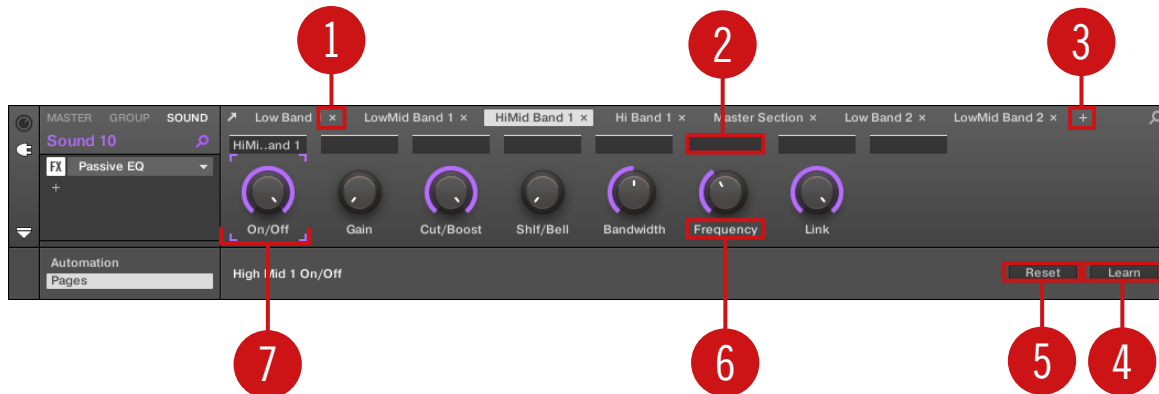 1
2
3
MASTER GROUP SOUND
Low Band × LowMid Band 1 × HiMid Band 1 × Hi Band 1 × Master Section × Low Band 2 × LowMid Band 2 × +
Sound 10
HiMi..and 1
FX Passive EQ
+
On/Off Gain Cut/Boost Shlf/Bell Bandwidth Frequency Link
Automation
Pages
High Mid 1 On/Off
Reset Learn
7
6
5
4